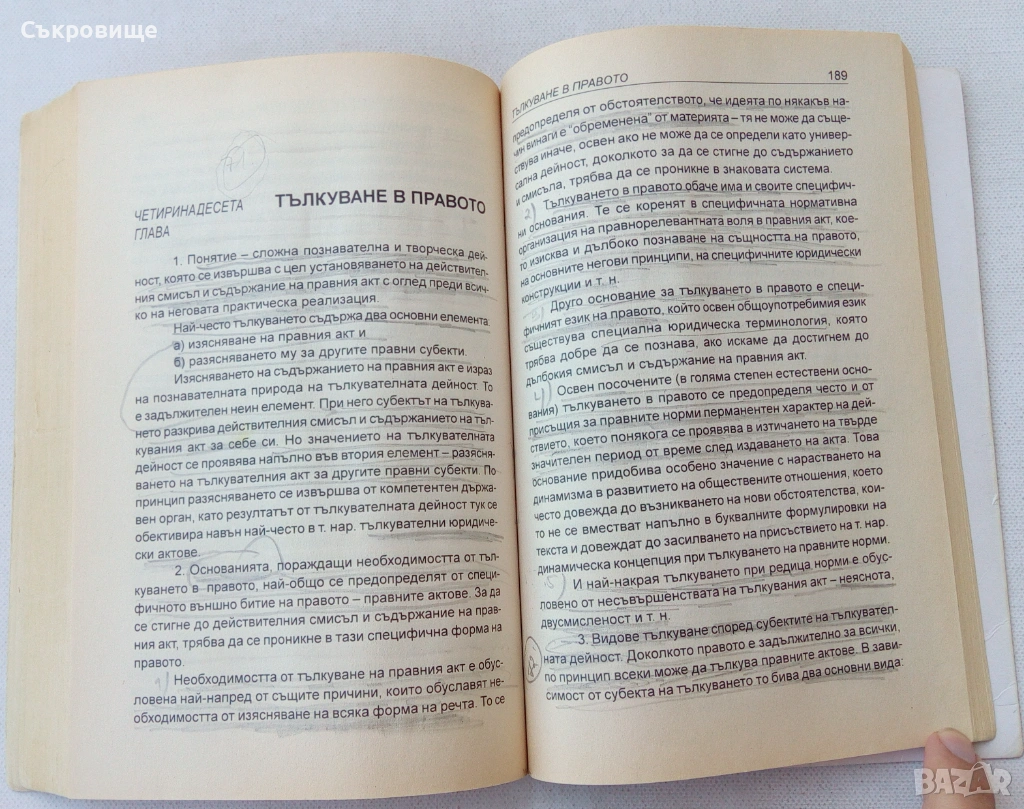 Съкровище
71
ЧЕТИРИНАДЕСЕТА
ГЛАВА
ТЪЛКУВАНЕ В ПРАВОТО
1. Понятие – сложна познавателна и творческа дей-
ност, която се извършва с цел установяването на действител-
ния смисъл и съдържание на правния акт с оглед преди всич-
ко на неговата практическа реализация.
Най-често тълкуването съдържа два основни елемента:
а) изясняване на правния акт и
б) разясняването му за другите правни субекти.
Изясняването на съдържанието на правния акт е израз
на познавателната природа на тълкувателната дейност. То
е задължителен неин елемент. При него субектът на тълкува-
нето разкрива действителния смисъл и съдържанието на тъл-
кувания акт за себе си. Но значението на тълкувателната
дейност се проявява напълно във втория елемент – разясня-
ването на тълкувателния акт за другите правни субекти. По
принцип разясняването се извършва от компетентен държа-
вен орган, като резултатът от тълкувателната дейност тук се
обективира навън най-често в т. нар. тълкувателни юридиче-
ски актове.
2. Основанията, пораждащи необходимостта от тъл-
куването в правото, най-общо се предопределят от специ-
фичното външно битие на правото – правните актове. За да
се стигне до действителния смисъл и съдържание на прав-
ния акт, трябва да се проникне в тази специфична форма на
правото.
Необходимостта от тълкуване на правния акт е обус-
ловена най-напред от същите причини, които обуславят не-
обходимостта от изясняване на всяка форма на речта. То се
ТЪЛКУВАНЕ В ПРАВОТО
189
предопределя от обстоятелството, че идеята по някакъв на-
чин винаги е "обременена" от материята – тя не може да съще-
ствува иначе, освен ако не може да се определи като универ-
сална дейност, доколкото за да се стигне до съдържанието
и смисъла, трябва да се проникне в знаковата система.
2) Тълкуването в правото обаче има и своите специфич-
ни основания. Те се коренят в специфичната нормативна
организация на правнорелевантната воля в правния акт, кое-
то изисква и дълбоко познаване на същността на правото,
на основните негови принципи, на специфичните юридически
конструкции и т. н.
Друго основание за тълкуването в правото е специ-
фичният език на правото, който освен общоупотребимия език
съществува специална юридическа терминология, която
трябва добре да се познава, ако искаме да достигнем до
дълбокия смисъл и съдържание на правния акт.
4) Освен посочените (в голяма степен естествени осно-
вания) тълкуването в правото се предопределя често и от
присъщия за правните норми перманентен характер на дей-
ствието, което понякога се проявява в изтичането на твърде
значителен период от време след издаването на акта. Това
основание придобива особено значение с нарастването на
динамизма в развитието на обществените отношения, което
често довежда до възникването на нови обстоятелства, кои-
то не се вместват напълно в буквалните формулировки на
текста и довеждат до засилването на присъствието на т. нар.
динамическа концепция при тълкуването на правните норми.
5) И най-накрая тълкуването при редица норми е обус-
ловено от несъвършенствата на тълкувания акт – неяснота,
двусмисленост и т. н.
3. Видове тълкуване според субектите на тълкувател-
ната дейност. Доколкото правото е задължително за всички,
по принцип всеки може да тълкува правните актове. В зави-
симост от субекта на тълкуването то бива два основни вида:
BAZAR